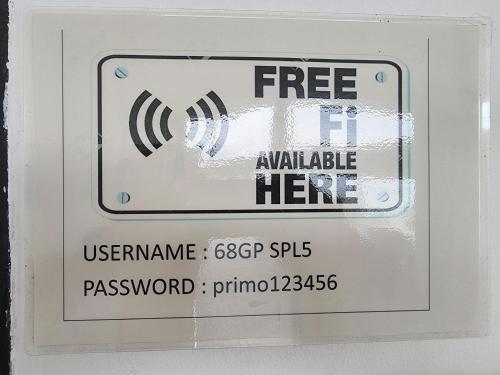 FREE
Fi
AVAILABLE
HERE
USERNAME : 68GP SPL5
PASSWORD : primo123456